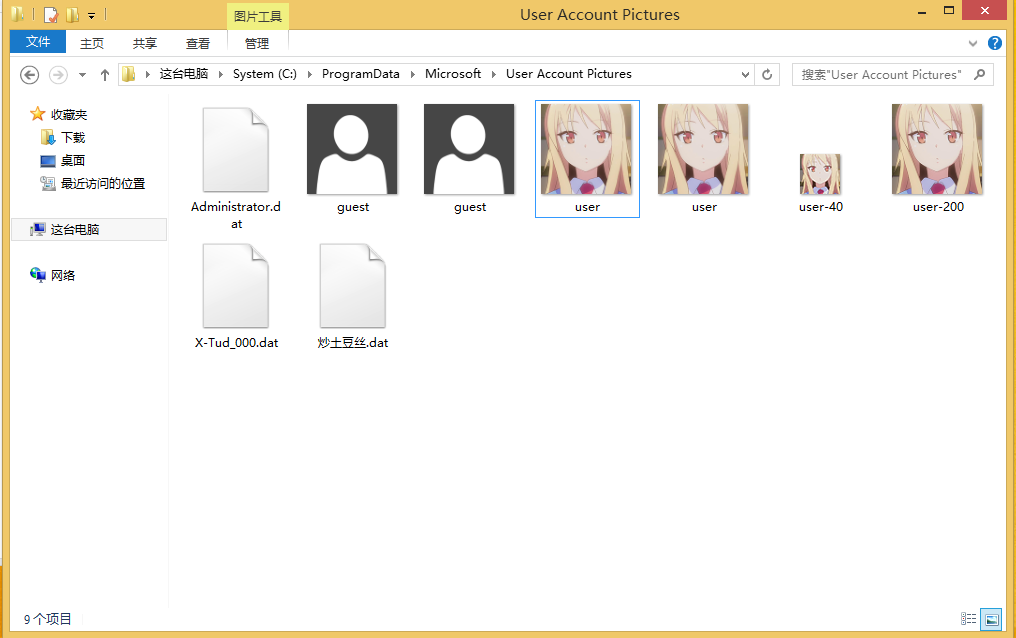 图片工具
User Account Pictures
文件
主页
共享
查看
管理
这台电脑
System (C:)
ProgramData
Microsoft
User Account Pictures
搜索"User Account Pictures"
收藏夹
下载
桌面
最近访问的位置
这台电脑
网络
Administrator.d
at
guest
guest
user
user
user-40
user-200
X-Tud_000.dat
炒土豆丝.dat
9 个项目